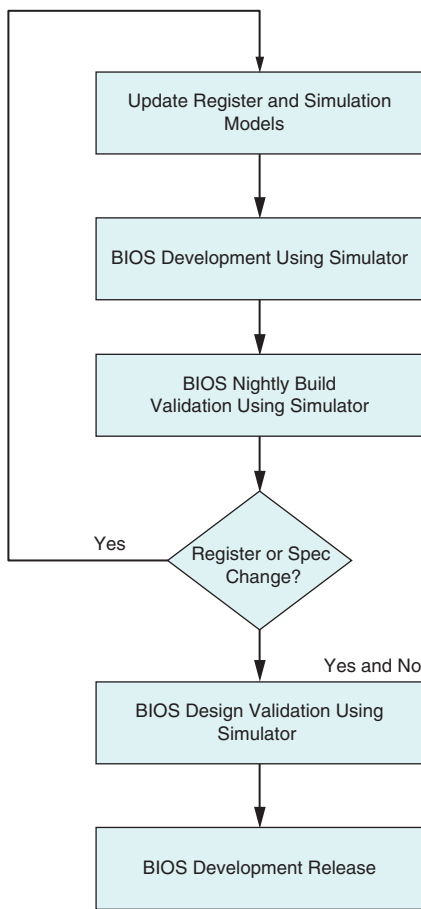 Update Register and Simulation
Models
BIOS Development Using Simulator
BIOS Nightly Build
Validation Using Simulator
Register or Spec
Change?
Yes
Yes and No
BIOS Design Validation Using
Simulator
BIOS Development Release